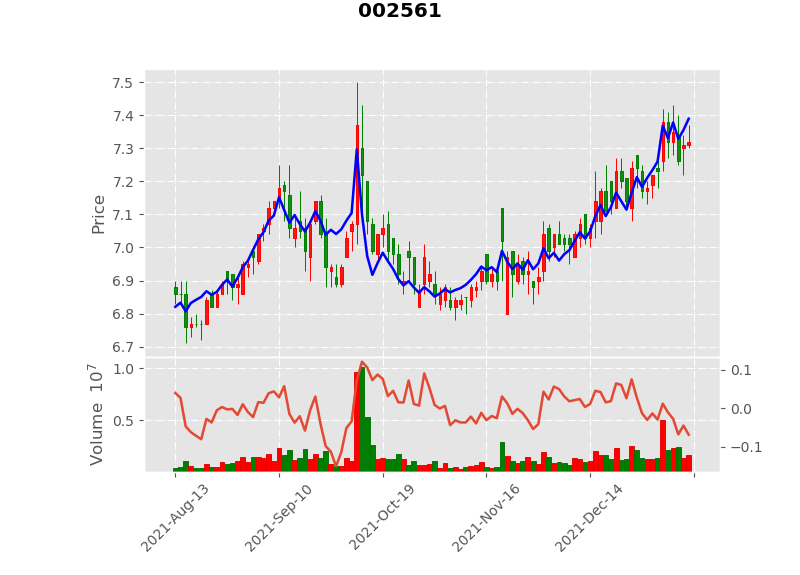 002561
7.5
7.4
7.3
7.2
7.1
7.0
6.9
6.8
6.7
Price
1.0
0.5
Volume 10^7
0.1
0.0
−0.1
2021-Aug-13
2021-Sep-10
2021-Oct-19
2021-Nov-16
2021-Dec-14